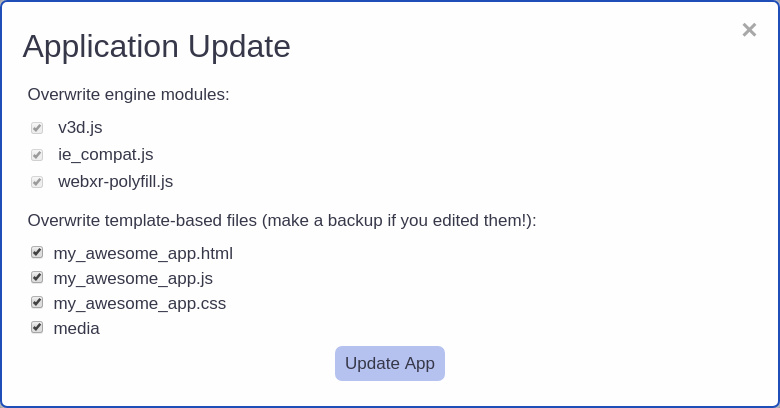 Application Update
×
Overwrite engine modules:
v3d.js
ie_compat.js
webxr-polyfill.js
Overwrite template-based files (make a backup if you edited them!):
my_awesome_app.html
my_awesome_app.js
my_awesome_app.css
media
Update App